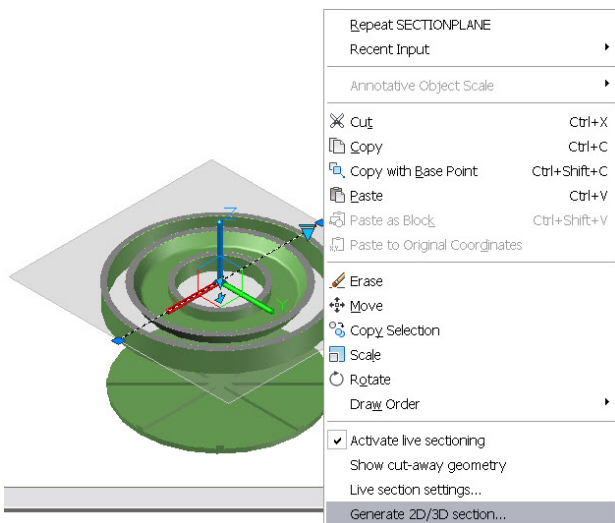 Repeat SECTIONPLANE
Recent Input
Annotative Object Scale
Cut Ctrl+X
Copy Ctrl+C
Copy with Base Point Ctrl+Shift+C
Paste Ctrl+V
Paste as Block Ctrl+Shift+V
Paste to Original Coordinates
Z
Y
Erase
Move
Copy Selection
Scale
Rotate
Draw Order
Activate live sectioning
Show cut-away geometry
Live section settings...
Generate 2D/3D section...